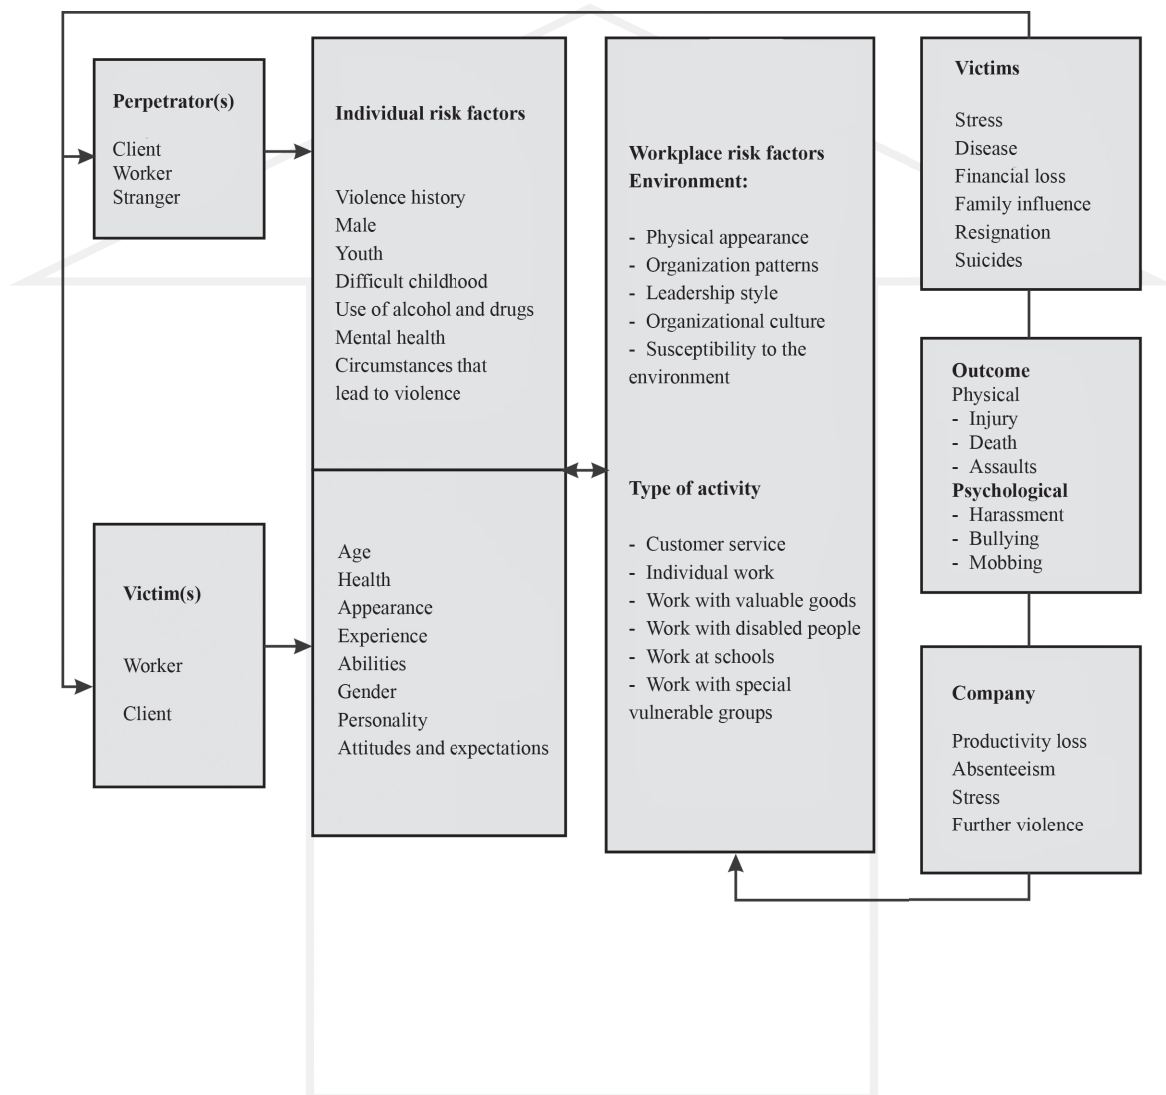 Perpetrator(s)
Client
Worker
Stranger
Victim(s)
Worker
Client
Individual risk factors
Violence history
Male
Youth
Difficult childhood
Use of alcohol and drugs
Mental health
Circumstances that
lead to violence
Age
Health
Appearance
Experience
Abilities
Gender
Personality
Attitudes and expectations
Workplace risk factors
Environment:
- Physical appearance
- Organization patterns
- Leadership style
- Organizational culture
- Susceptibility to the
environment
Type of activity
- Customer service
- Individual work
- Work with valuable goods
- Work with disabled people
- Work at schools
- Work with special
vulnerable groups
Victims
Stress
Disease
Financial loss
Family influence
Resignation
Suicides
Outcome
Physical
- Injury
- Death
- Assaults
Psychological
- Harassment
- Bullying
- Mobbing
Company
Productivity loss
Absenteeism
Stress
Further violence